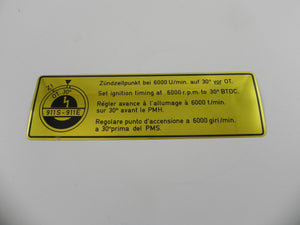 Z1
OT 30°
911S-911E
Zündzeitpunkt bei 6000 U/min. auf 30° vor OT.
Set ignition timing at 6000 r.p.m. to 30° BTDC.
Régler avance à l'allumage à 6000 t/min.
sur 30° avant le PMH.
Regolare punto d'accensione a 6000 giri/min.
a 30° prima del PMS.